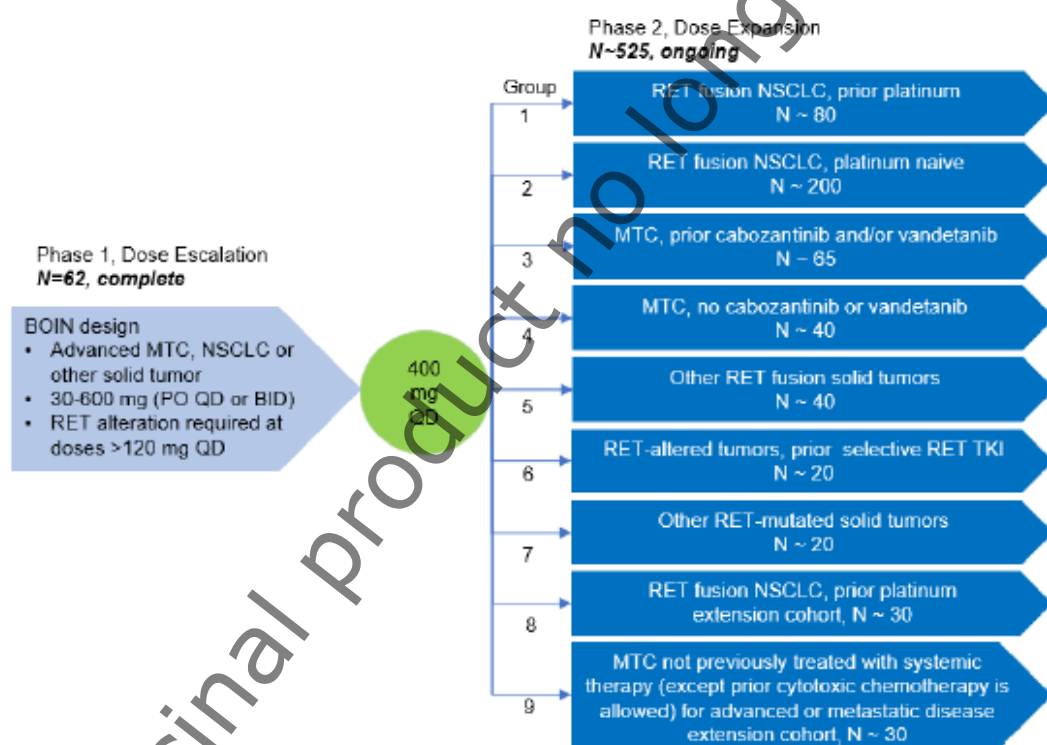 Phase 2, Dose Expansion
N~525, ongoing
Group
1
RET fusion NSCLC, prior platinum
N ~ 80
2
RET fusion NSCLC, platinum naive
N ~ 200
3
MTC, prior cabozantinib and/or vandetanib
N ~ 65
Phase 1, Dose Escalation
N=62, complete
BOIN design
• Advanced MTC, NSCLC or
other solid tumor
• 30-600 mg (PO QD or BID)
• RET alteration required at
doses >120 mg QD
400
mg
QD
4
MTC, no cabozantinib or vandetanib
N ~ 40
5
Other RET fusion solid tumors
N ~ 40
6
RET-altered tumors, prior selective RET TKI
N ~ 20
7
Other RET-mutated solid tumors
N ~ 20
8
RET fusion NSCLC, prior platinum
extension cohort, N ~ 30
9
MTC not previously treated with systemic
therapy (except prior cytotoxic chemotherapy is
allowed) for advanced or metastatic disease
extension cohort, N ~ 30
sinal product no long